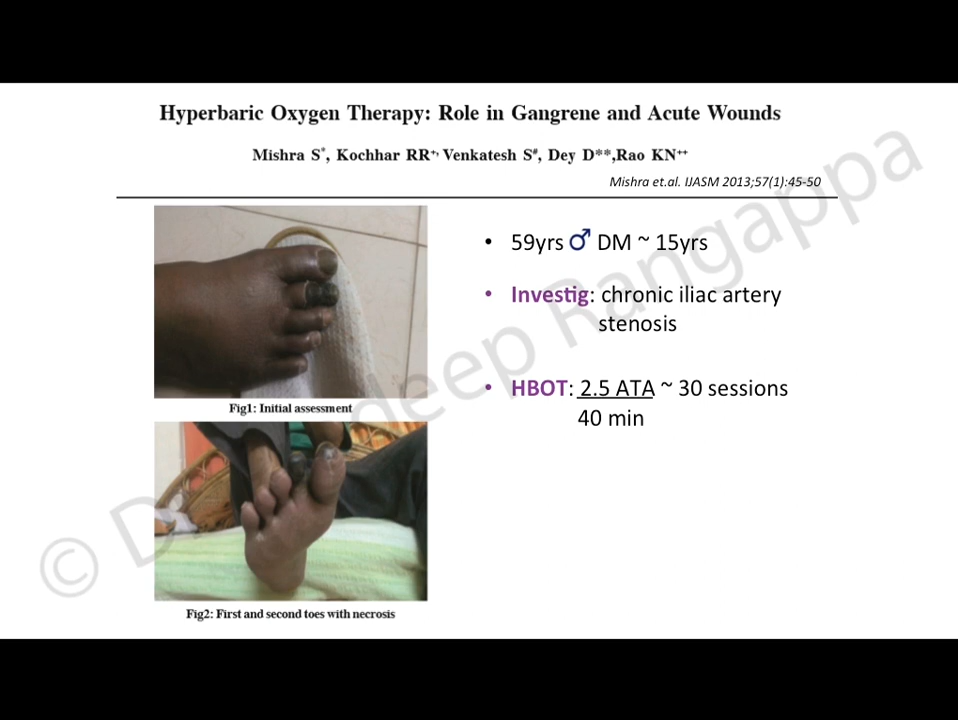 Hyperbaric Oxygen Therapy: Role in Gangrene and Acute Wounds
Mishra S*, Kochhar RR+, Venkatesh S#, Dey D**,Rao KN++
Mishra et.al. IJASM 2013;57(1):45-50
• 59yrs ♂ DM ~ 15yrs
• Investig: chronic iliac artery
stenosis
• HBOT: 2.5 ATA ~ 30 sessions
40 min
Fig1: Initial assessment
Fig2: First and second toes with necrosis
© D deep Rangappa